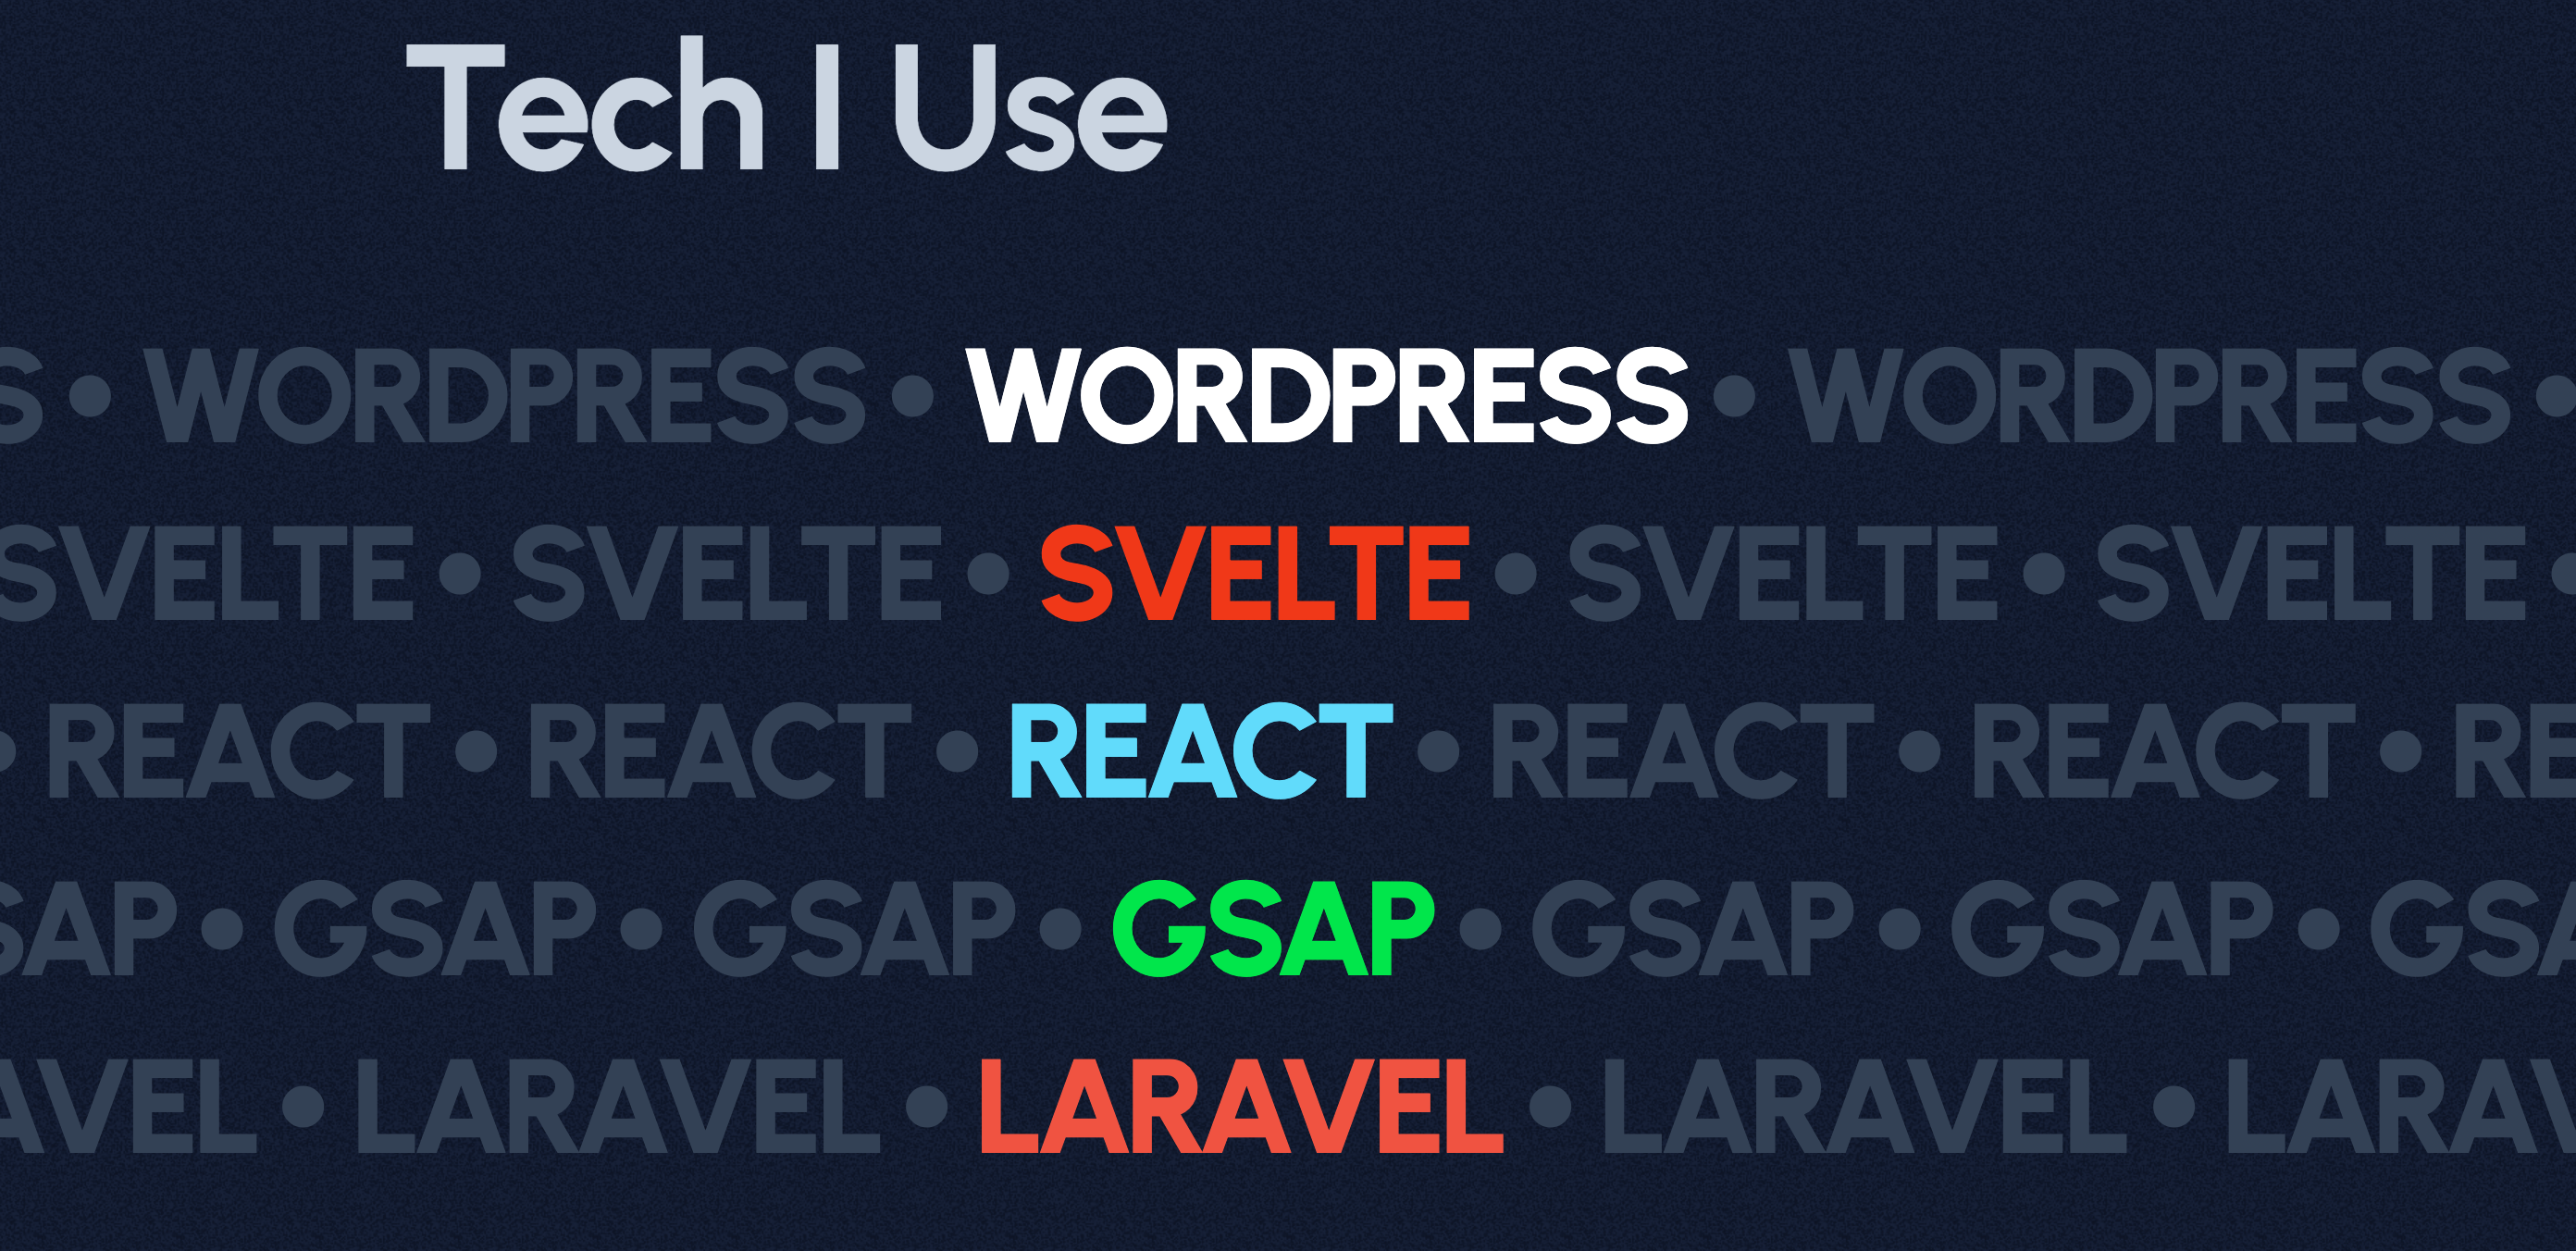 Tech I Use
S • WORDPRESS • WORDPRESS • WORDPRESS •
SVELTE • SVELTE • SVELTE • SVELTE • SVELTE •
• REACT • REACT • REACT • REACT • REACT • RE
SAP • GSAP • GSAP • GSAP • GSAP • GSAP • GSA
AVEL • LARAVEL • LARAVEL • LARAVEL • LARAV